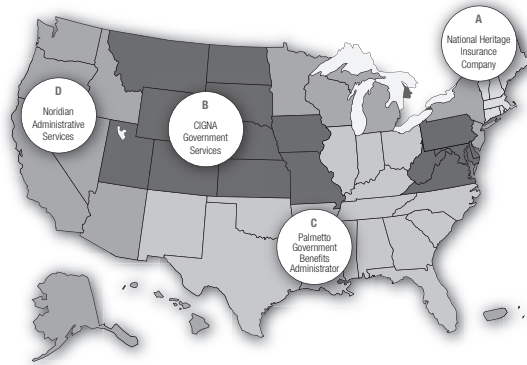 A
National Heritage
Insurance
Company
D
Noridian
Administrative
Services
B
CIGNA
Government
Services
C
Palmetto
Government
Benefits
Administrator